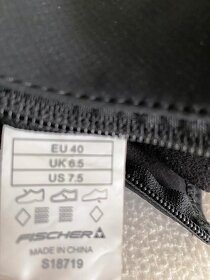 EU 40
UK 6.5
US 7.5
FISCHER
MADE IN CHINA
S18719